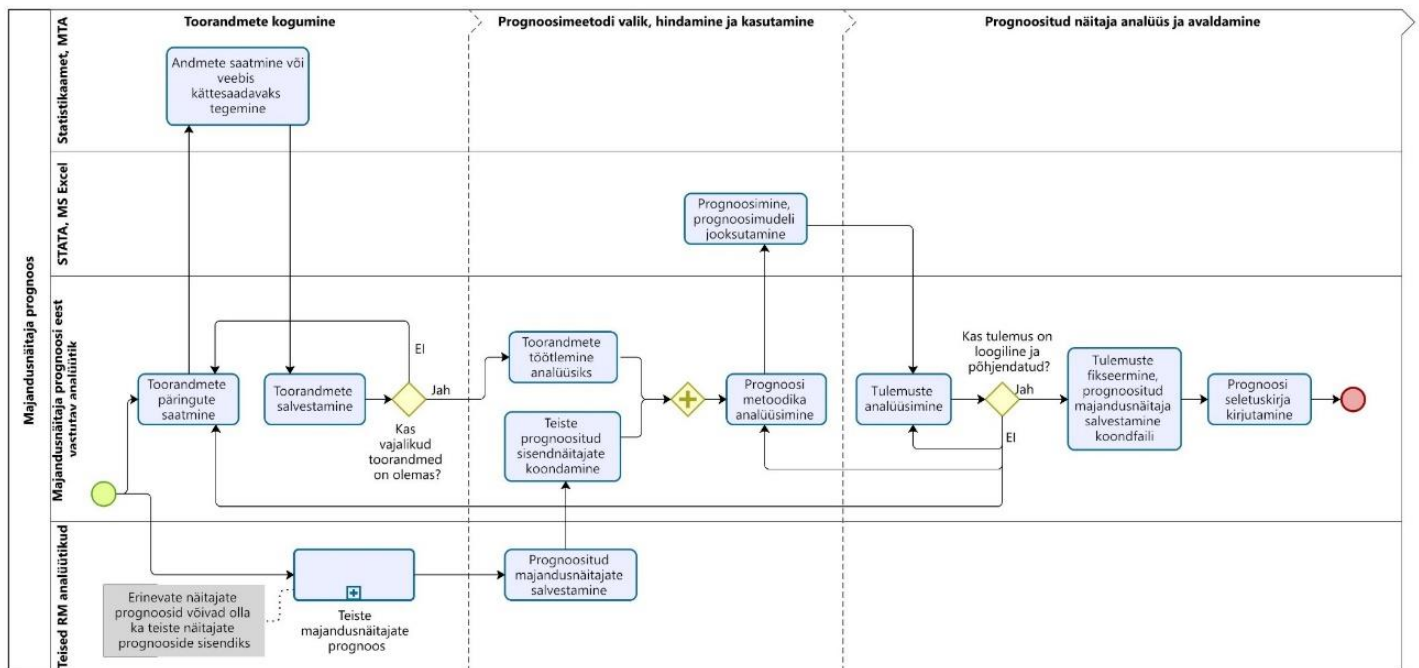 Toorandmete kogumine
Prognoosimeetodi valik, hindamine ja kasutamine
Prognoositud näitaja analüüs ja avaldamine
Majandusnäitaja prognoos
Statistikaamet, MTA
Andmete saatmine või
veebis
kättesaadavaks
tegemine
STATA, MS Excel
Prognoosimine,
prognoosimudeli
jooksutamine
Majandusnäitaja prognoosi eest
vastutav analüütik
Toorandmete
päringute
saatmine
Toorandmete
salvestamine
EI
Jah
Kas
vajalikud
toorandmed
on olemas?
Toorandmete
töötlemine
analüüsiks
Teiste
prognoositud
sisendnäitajate
koondamine
Prognoosi
metoodika
analüüsimine
Tulemuste
analüüsimine
Kas tulemus on
loogiline ja
põhjendatud?
Jah
EI
Tulemuste
fikseermine,
prognoositud
majandusnäitaja
salvestamine
koondfaili
Prognoosi
seletuskirja
kirjutamine
Teised RM analüütikud
Erinevate näitajate
prognoosid võivad olla
ka teiste näitajate
prognooside sisendiks
Teiste
majandusnäitajate
prognoos
Prognoositud
majandusnäitajate
salvestamine